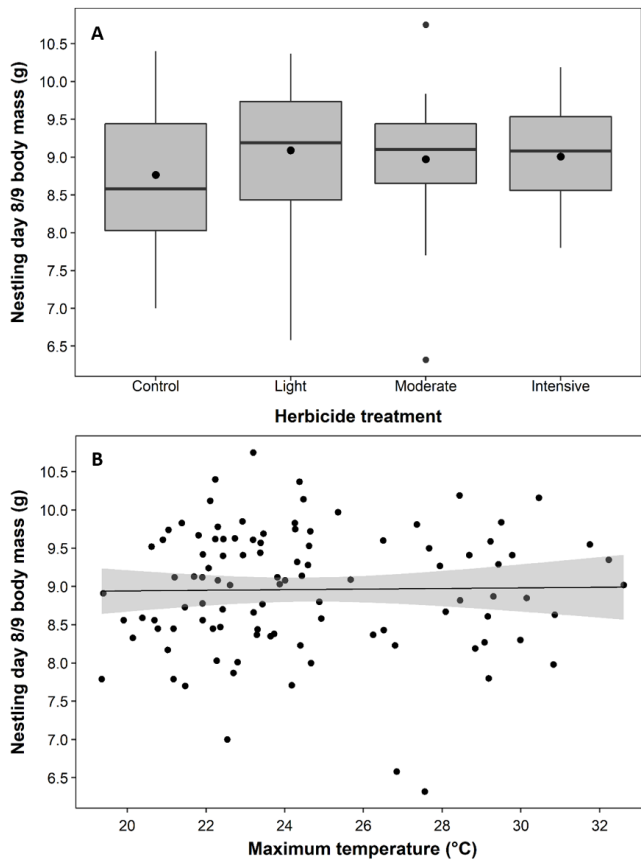 A
Nestling day 8/9 body mass (g)
10.5
10.0
9.5
9.0
8.5
8.0
7.5
7.0
6.5
Control Light Moderate Intensive
Herbicide treatment
B
Nestling day 8/9 body mass (g)
10.5
10.0
9.5
9.0
8.5
8.0
7.5
7.0
6.5
20 22 24 26 28 30 32
Maximum temperature (°C)